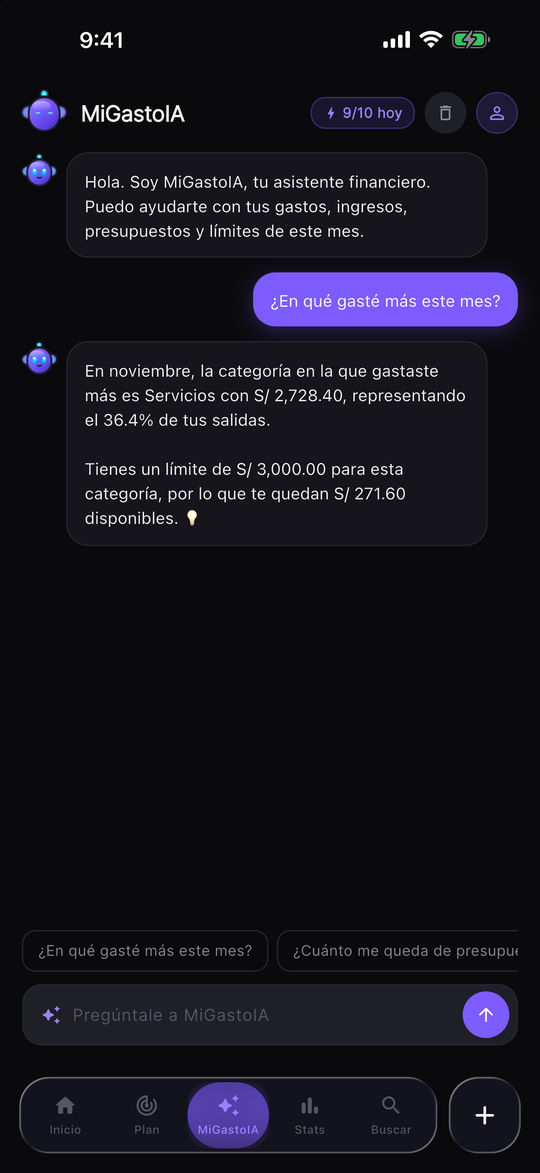 9:41
MiGastoIA
9/10 hoy
Hola. Soy MiGastoIA, tu asistente financiero.
Puedo ayudarte con tus gastos, ingresos,
presupuestos y límites de este mes.
¿En qué gasté más este mes?
En noviembre, la categoría en la que gastaste
más es Servicios con S/ 2,728.40, representando
el 36.4% de tus salidas.
Tienes un límite de S/ 3,000.00 para esta
categoría, por lo que te quedan S/ 271.60
disponibles.
¿En qué gasté más este mes?
¿Cuánto me queda de presupue
Pregúntale a MiGastoIA
Inicio
Plan
MiGastoIA
Stats
Buscar